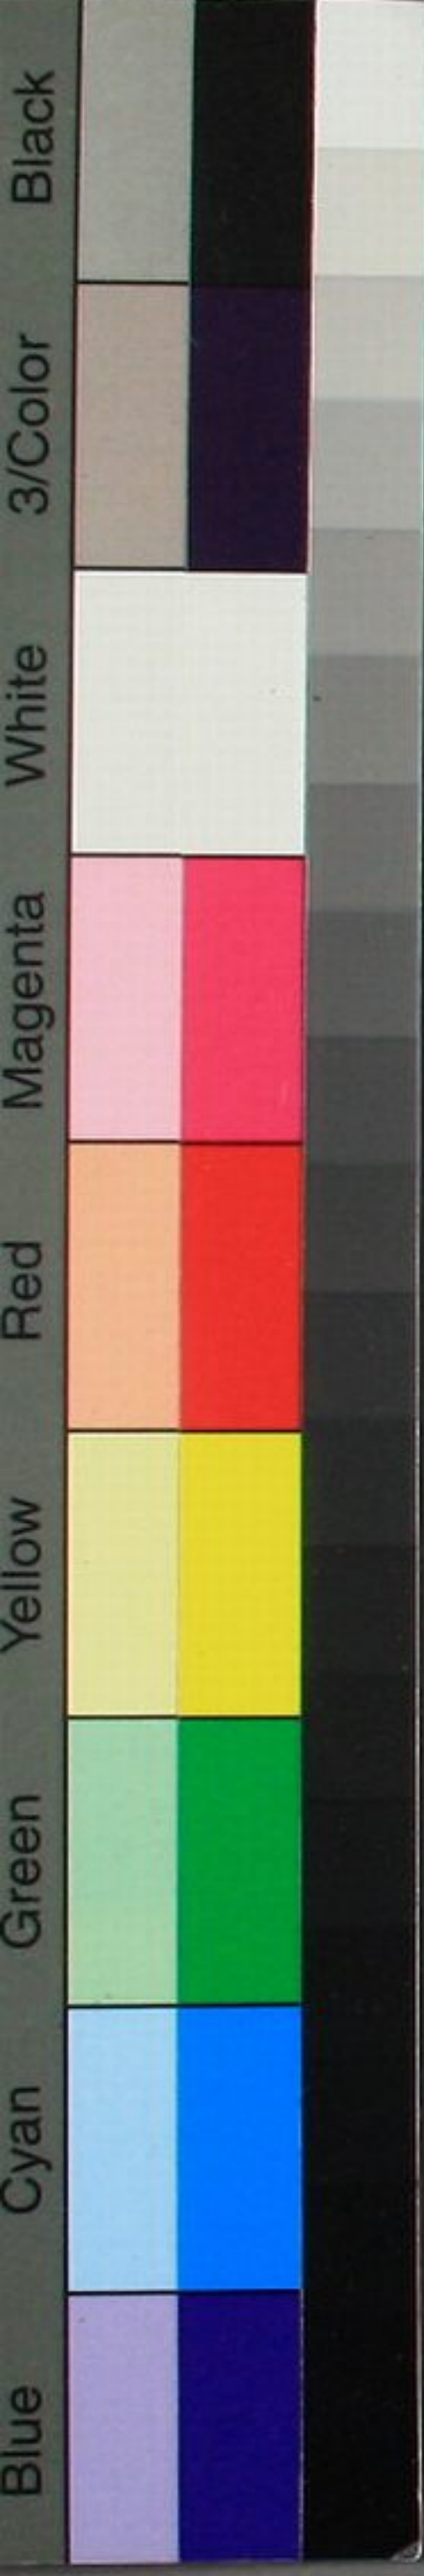 Black
3/Color
White
Magenta
Red
Yellow
Green
Cyan
Blue